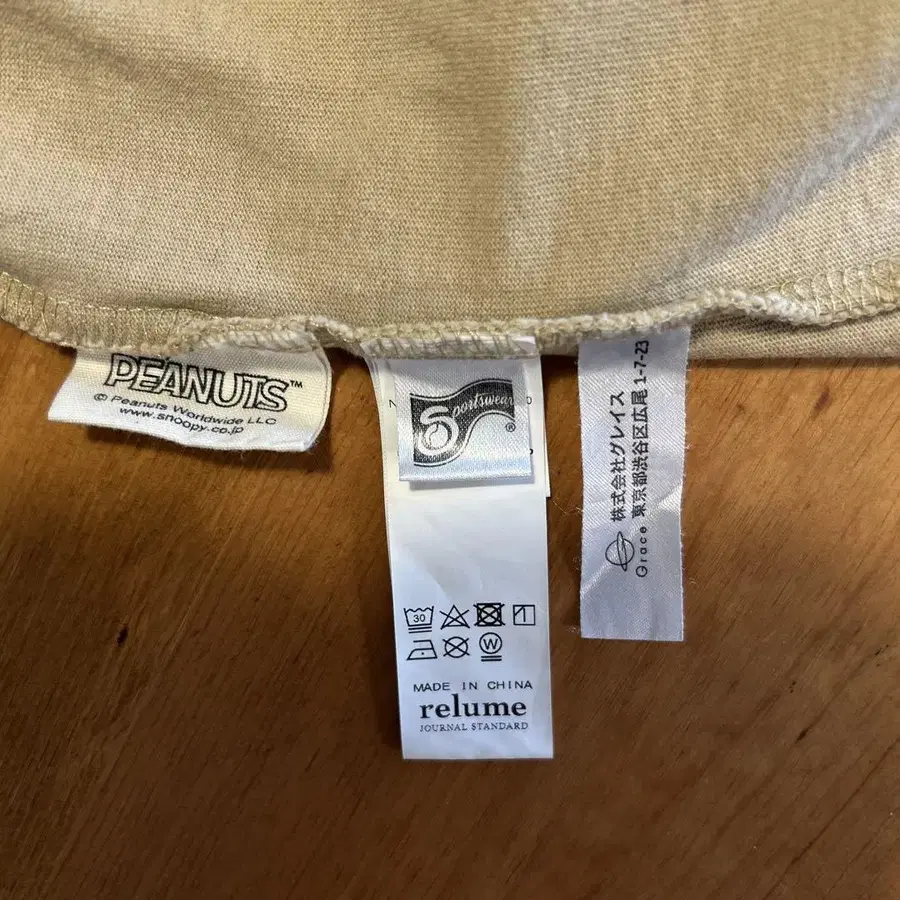 PEANUTS™
© Peanuts Worldwide LLC
www.snoopy.co.jp
Sportswear®
30
W
MADE IN CHINA
relume
JOURNAL STANDARD
株式会社グレイス
Grace 東京都渋谷区広尾 1-7-23